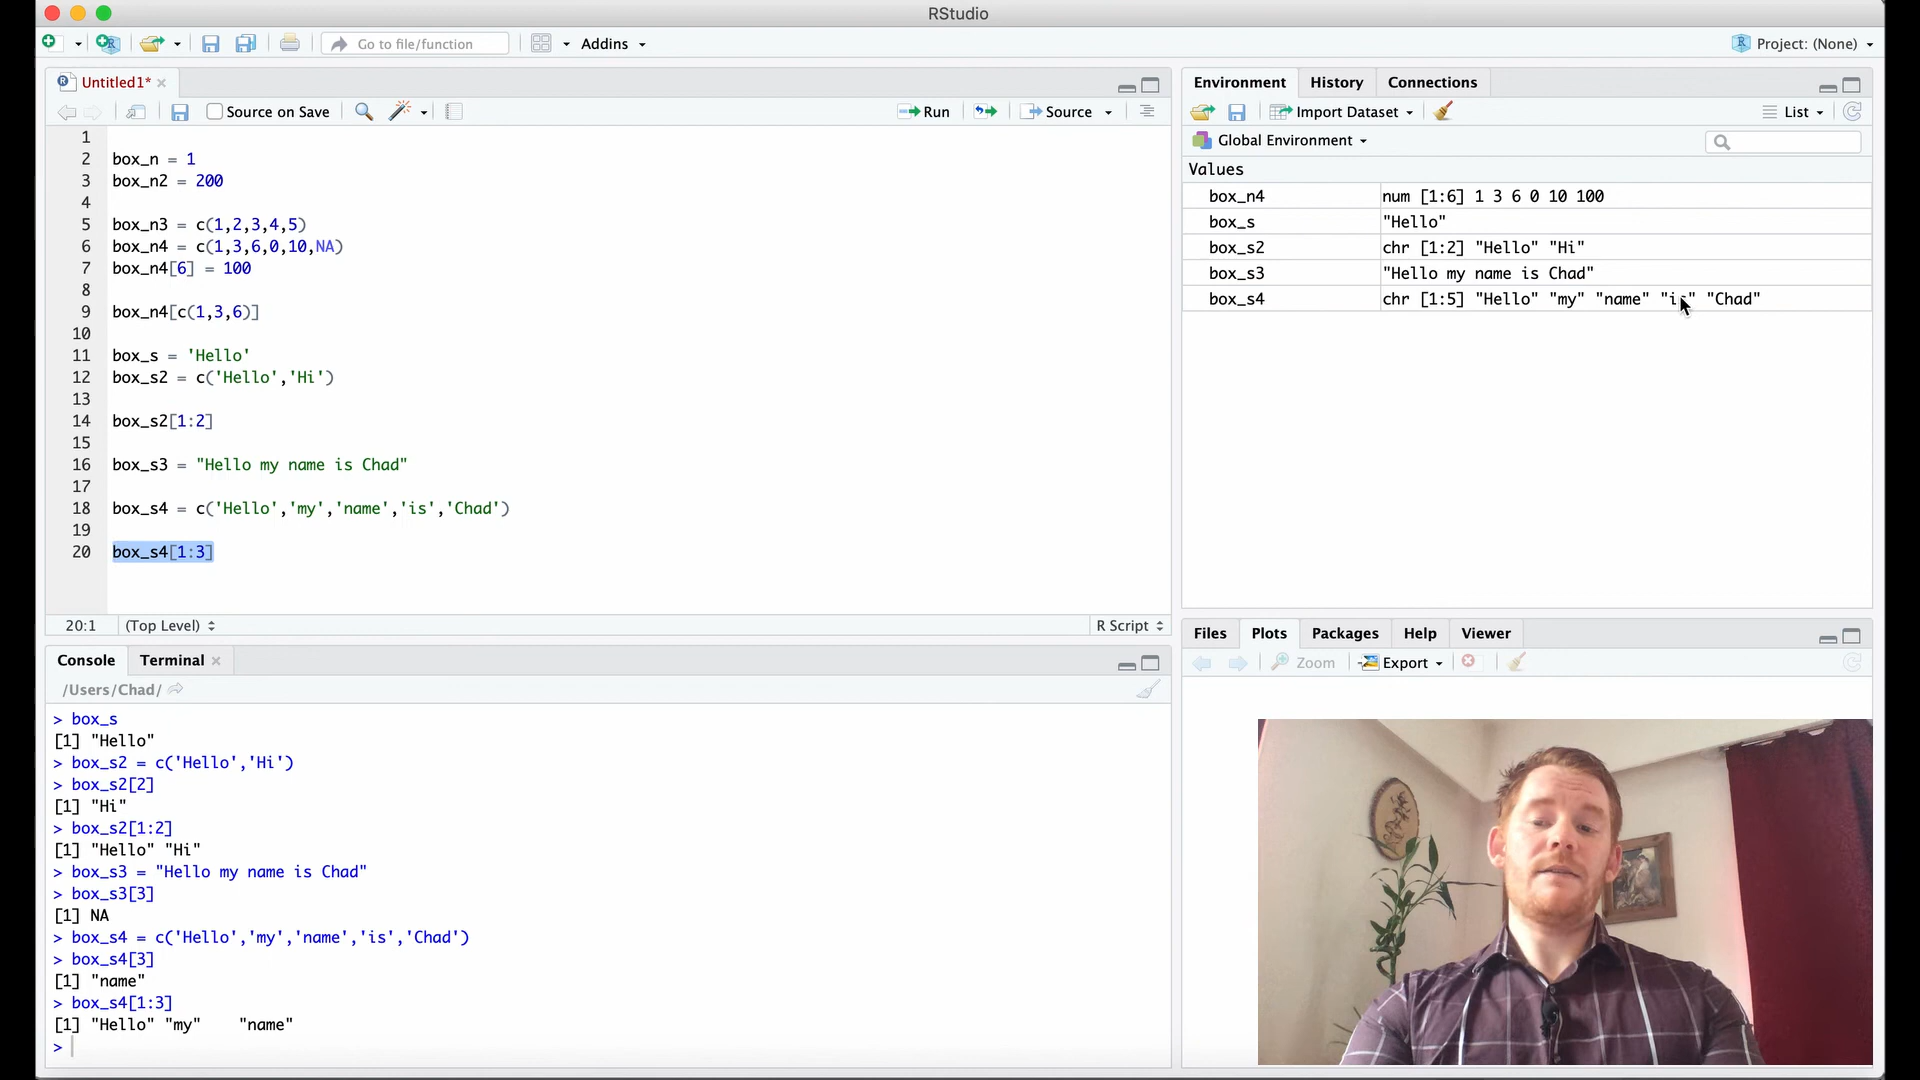 RStudio
Go to file/function
Addins
Project: (None)
Untitled1*
Source on Save
Run
Source
1
2 box_n = 1
3 box_n2 = 200
4
5 box_n3 = c(1,2,3,4,5)
6 box_n4 = c(1,3,6,0,10,NA)
7 box_n4[6] = 100
8
9 box_n4[c(1,3,6)]
10
11 box_s = 'Hello'
12 box_s2 = c('Hello','Hi')
13
14 box_s2[1:2]
15
16 box_s3 = "Hello my name is Chad"
17
18 box_s4 = c('Hello','my','name','is','Chad')
19
20 box_s4[1:3]
20:1 (Top Level) R Script
Console Terminal
/Users/Chad/
> box_s
[1] "Hello"
> box_s2 = c('Hello','Hi')
> box_s2[2]
[1] "Hi"
> box_s2[1:2]
[1] "Hello" "Hi"
> box_s3 = "Hello my name is Chad"
> box_s3[3]
[1] NA
> box_s4 = c('Hello','my','name','is','Chad')
> box_s4[3]
[1] "name"
> box_s4[1:3]
[1] "Hello" "my" "name"
>
Environment History Connections
Import Dataset List
Global Environment
Values
box_n4 num [1:6] 1 3 6 0 10 100
box_s "Hello"
box_s2 chr [1:2] "Hello" "Hi"
box_s3 "Hello my name is Chad"
box_s4 chr [1:5] "Hello" "my" "name" "is" "Chad"
Files Plots Packages Help Viewer
Zoom Export